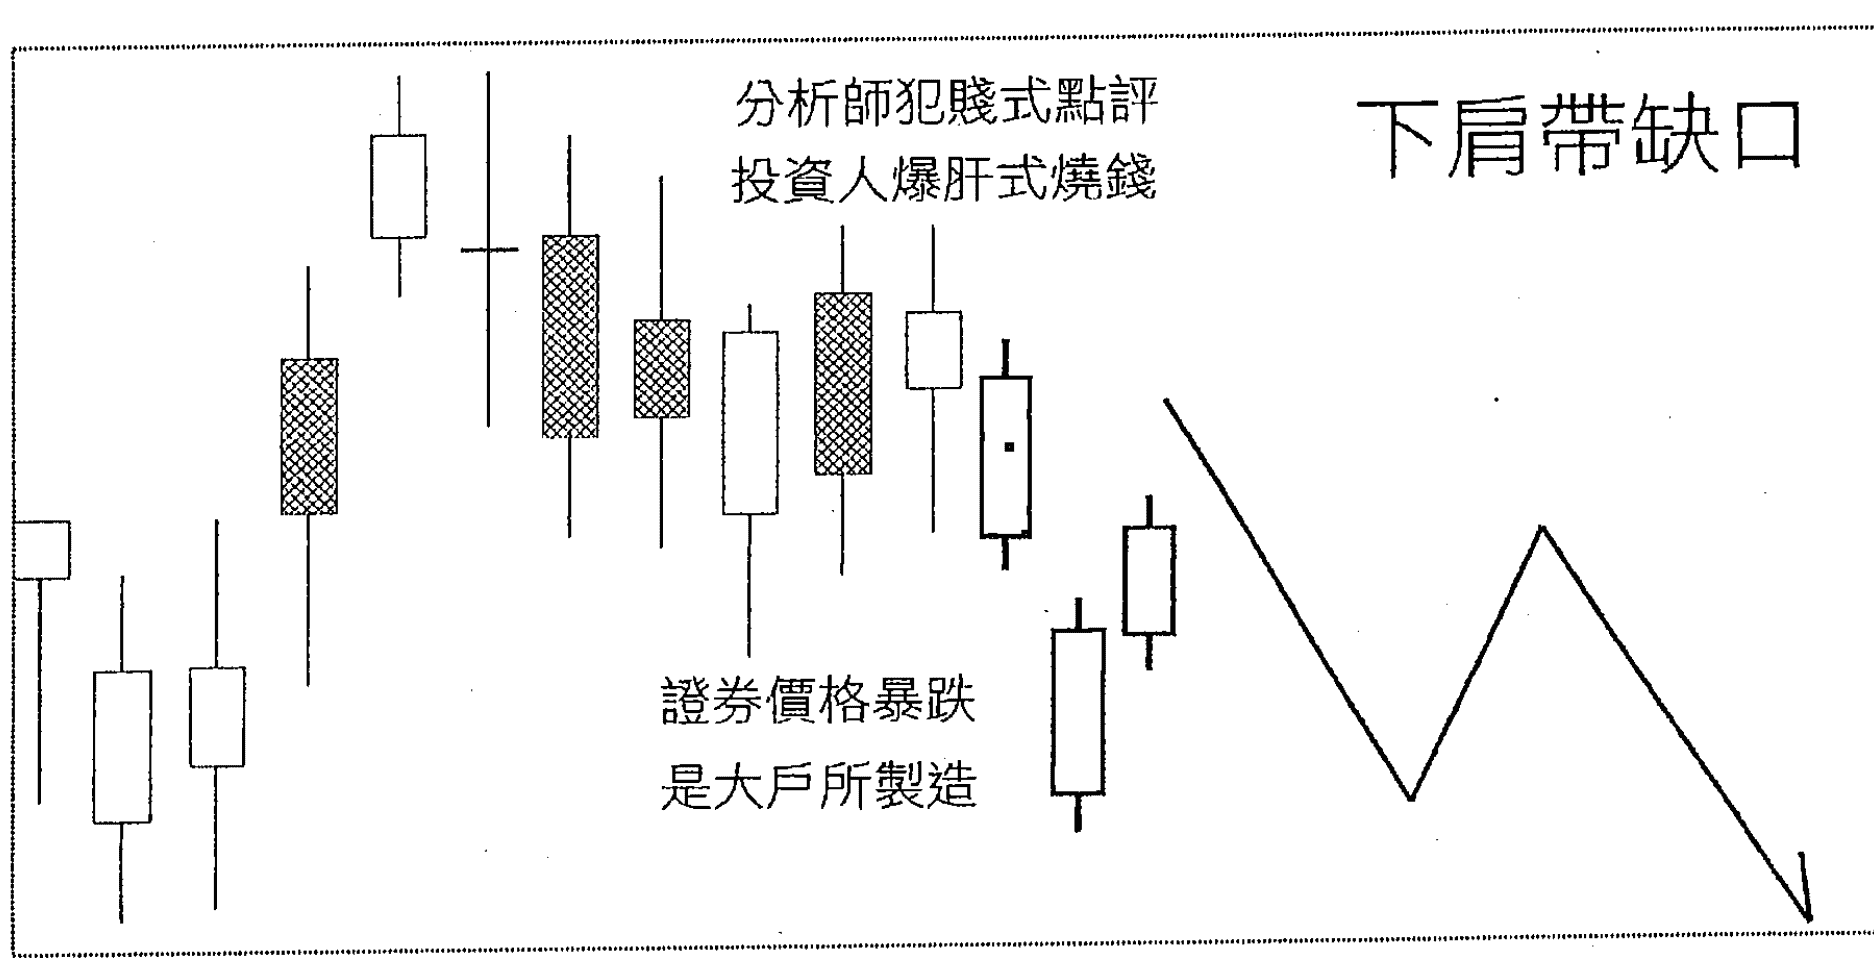 分析師犯賤式點評
投資人爆肝式燒錢
下肩帶缺口
證券價格暴跌
是大戶所製造